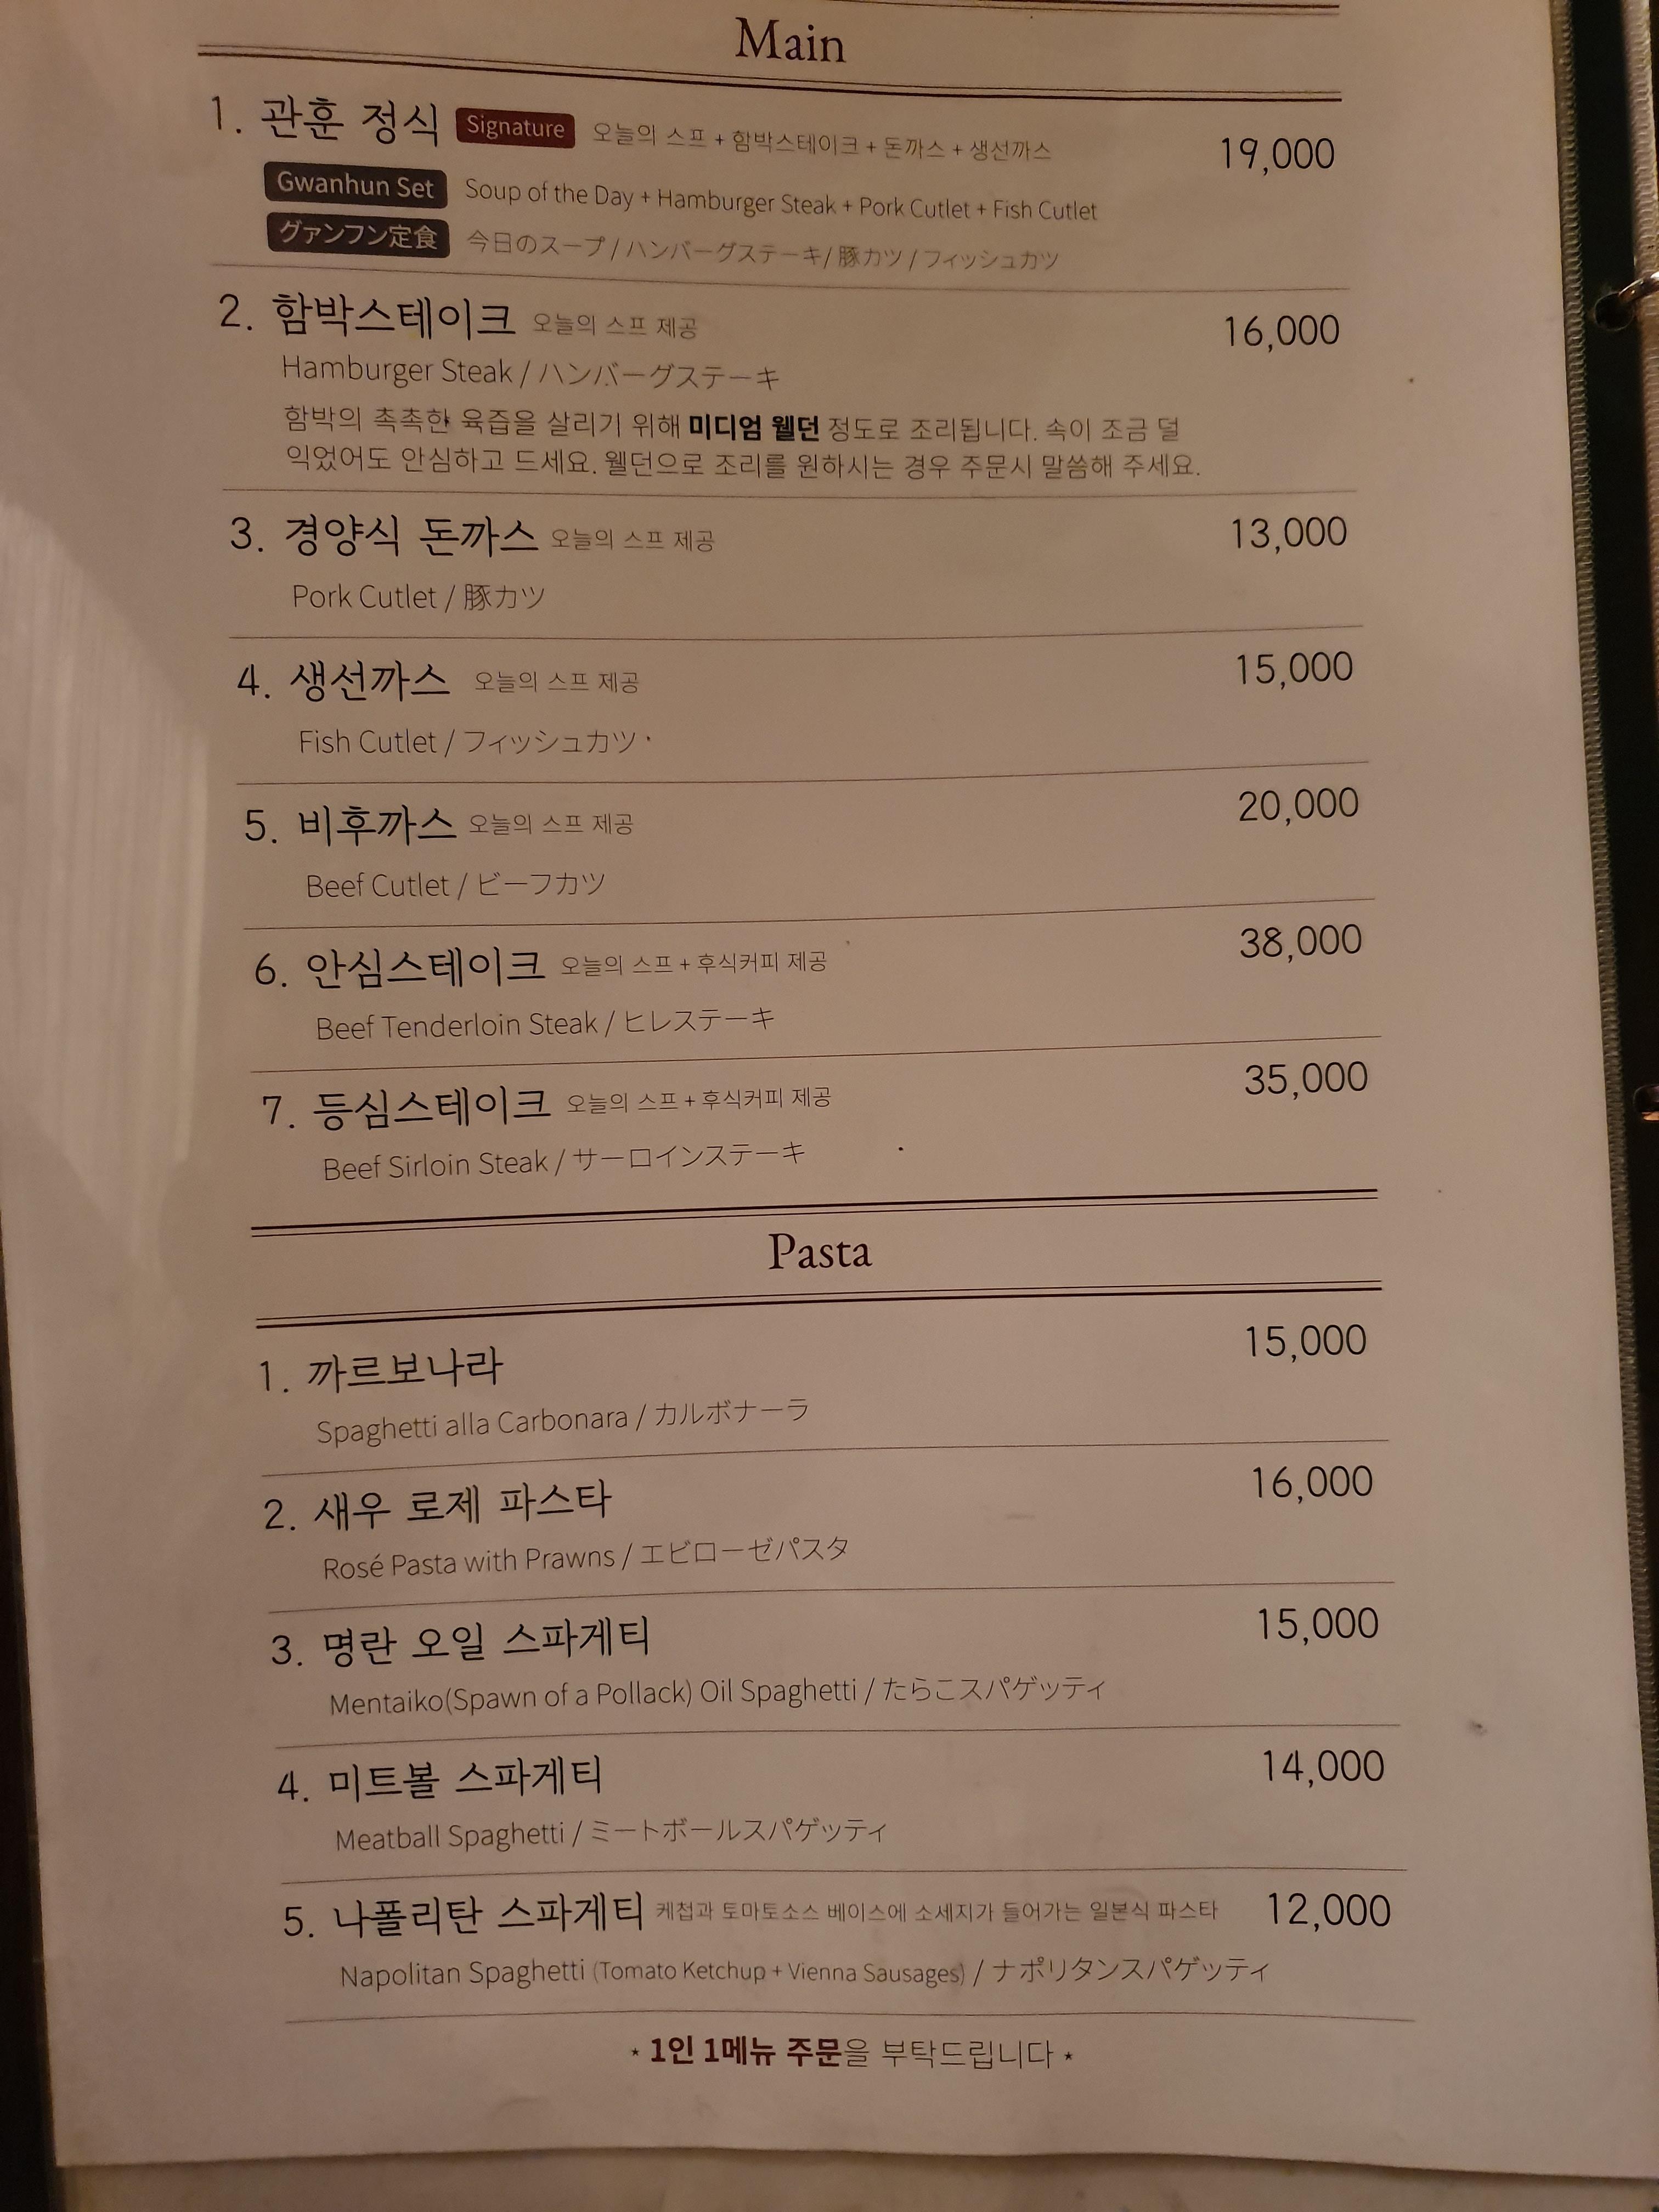 Main
1. 관훈 정식 Signature 오늘의 스프 + 함박스테이크 + 돈까스 + 생선까스 19,000
Gwanhun Set Soup of the Day + Hamburger Steak + Pork Cutlet + Fish Cutlet
グァンフン定食 今日のスープ / ハンバーグステーキ/ 豚カツ / フィッシュカツ
2. 함박스테이크 오늘의 스프 제공 16,000
Hamburger Steak / ハンバーグステーキ
함박의 촉촉한 육즙을 살리기 위해 미디엄 웰던 정도로 조리됩니다. 속이 조금 덜
익었어도 안심하고 드세요. 웰던으로 조리를 원하시는 경우 주문시 말씀해 주세요.
3. 경양식 돈까스 오늘의 스프 제공 13,000
Pork Cutlet / 豚カツ
4. 생선까스 오늘의 스프 제공 15,000
Fish Cutlet / フィッシュカツ
5. 비후까스 오늘의 스프 제공 20,000
Beef Cutlet / ビーフカツ
6. 안심스테이크 오늘의 스프 + 후식커피 제공 38,000
Beef Tenderloin Steak / ヒレステーキ
7. 등심스테이크 오늘의 스프 + 후식커피 제공 35,000
Beef Sirloin Steak / サーロインステーキ
Pasta
1. 까르보나라 15,000
Spaghetti alla Carbonara / カルボナーラ
2. 새우 로제 파스타 16,000
Rosé Pasta with Prawns / エビローゼパスタ
3. 명란 오일 스파게티 15,000
Mentaiko(Spawn of a Pollack) Oil Spaghetti / たらこスパゲッティ
4. 미트볼 스파게티 14,000
Meatball Spaghetti / ミートボールスパゲッティ
5. 나폴리탄 스파게티 케첩과 토마토소스 베이스에 소세지가 들어가는 일본식 파스타 12,000
Napolitan Spaghetti (Tomato Ketchup + Vienna Sausages) / ナポリタンスパゲッティ
⋆ 1인 1메뉴 주문을 부탁드립니다 ⋆